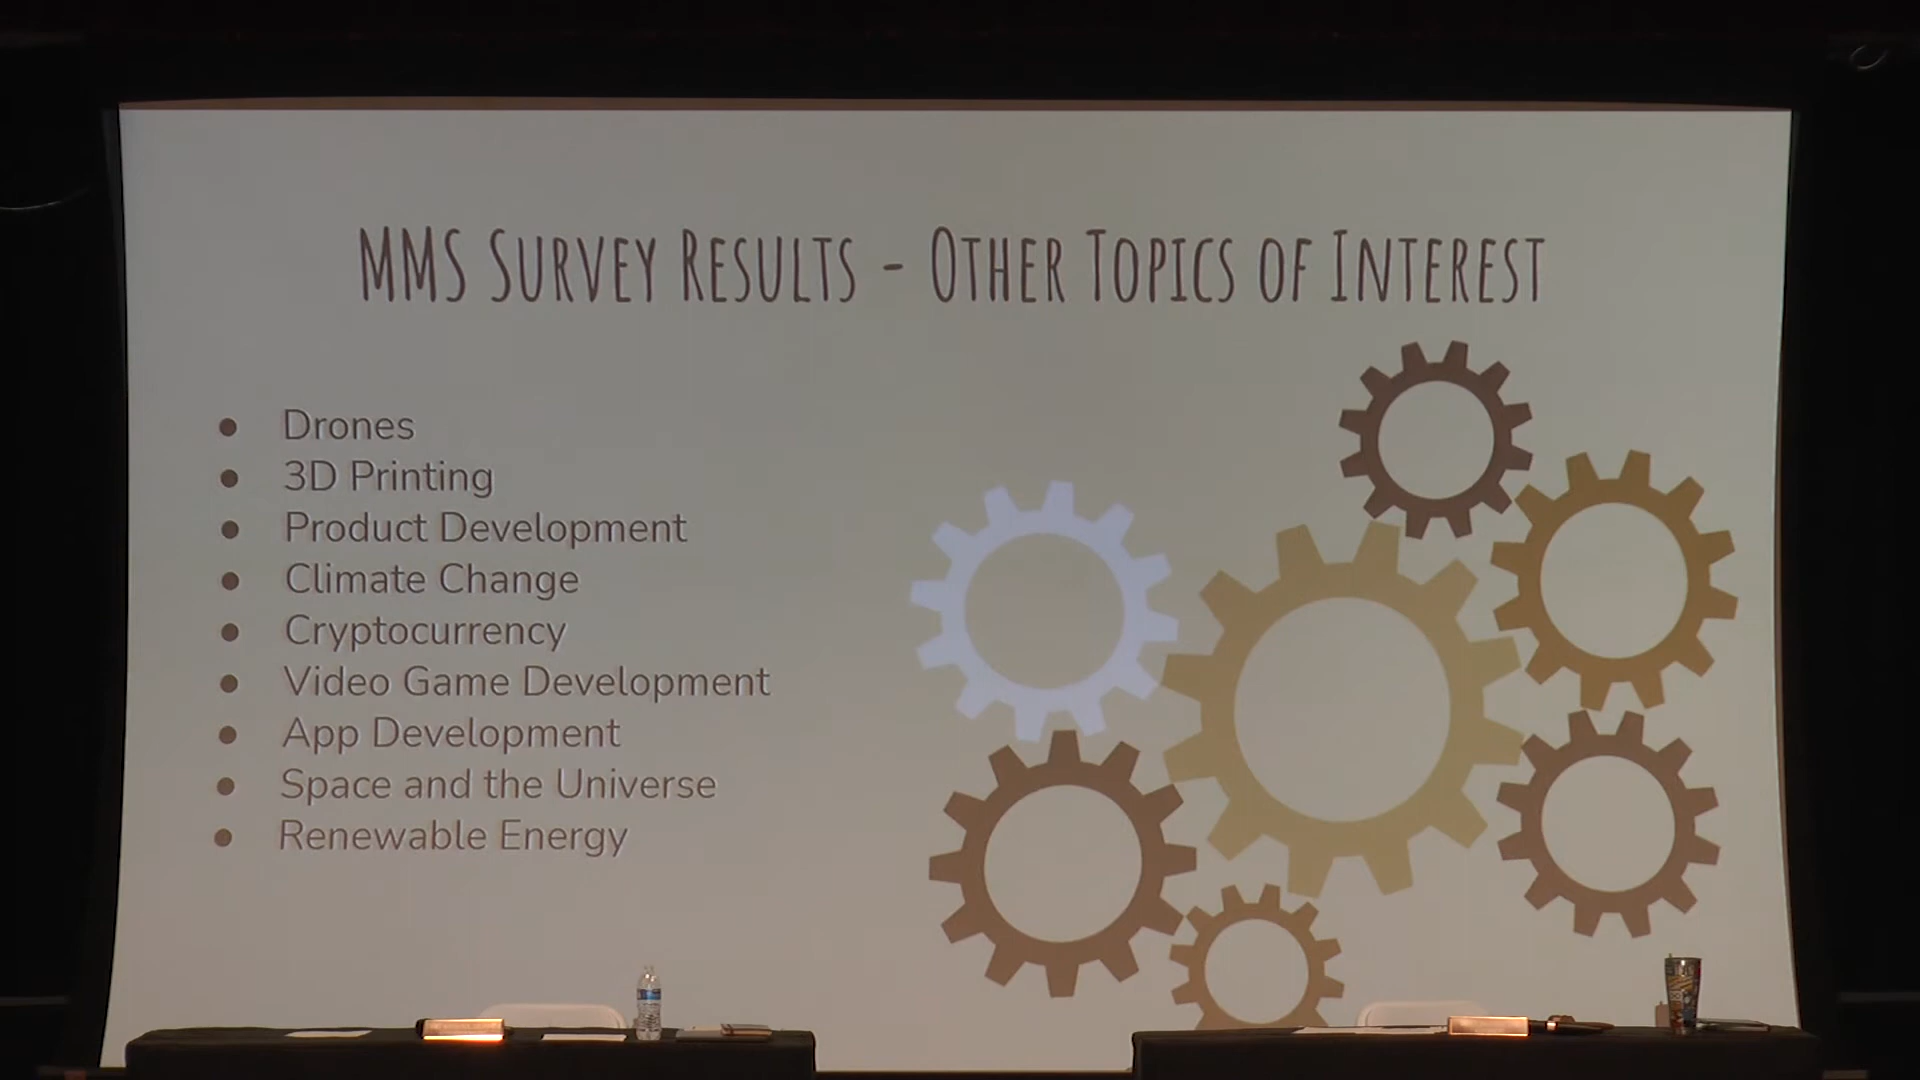 MMS Survey Results - Other Topics of Interest
● Drones
● 3D Printing
● Product Development
● Climate Change
● Cryptocurrency
● Video Game Development
● App Development
● Space and the Universe
● Renewable Energy